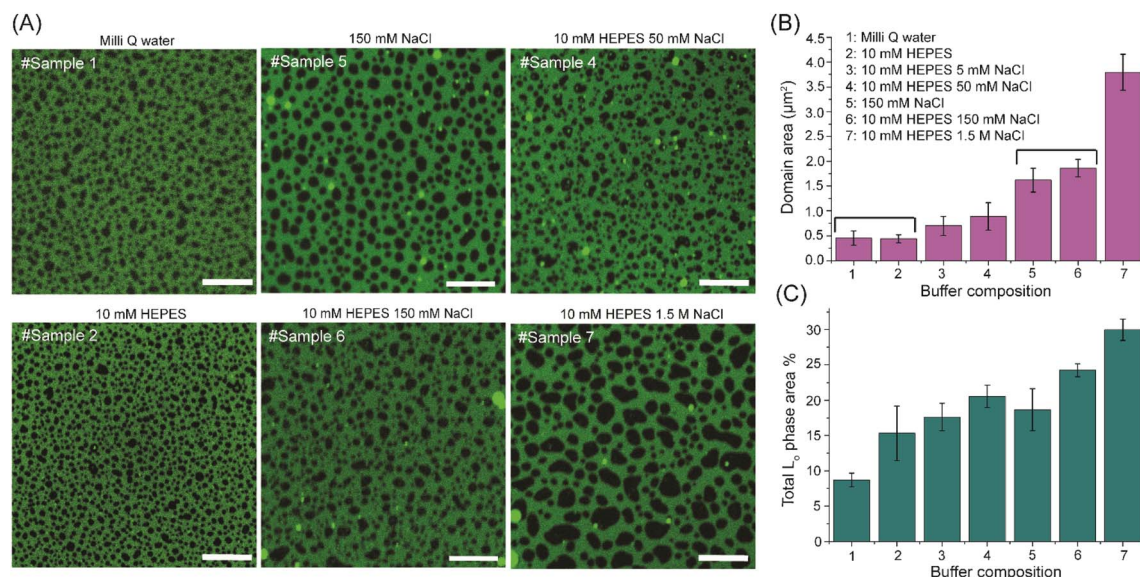 (A)
Milli Q water
150 mM NaCl
10 mM HEPES 50 mM NaCl
#Sample 1
#Sample 5
#Sample 4
10 mM HEPES
10 mM HEPES 150 mM NaCl
10 mM HEPES 1.5 M NaCl
#Sample 2
#Sample 6
#Sample 7
(B)
1: Milli Q water
2: 10 mM HEPES
3: 10 mM HEPES 5 mM NaCl
4: 10 mM HEPES 50 mM NaCl
5: 150 mM NaCl
6: 10 mM HEPES 150 mM NaCl
7: 10 mM HEPES 1.5 M NaCl
Domain area (µm²)
4.5
4.0
3.5
3.0
2.5
2.0
1.5
1.0
0.5
0.0
1 2 3 4 5 6 7
Buffer composition
(C)
Total Lₒ phase area %
30
25
20
15
10
5
0
1 2 3 4 5 6 7
Buffer composition